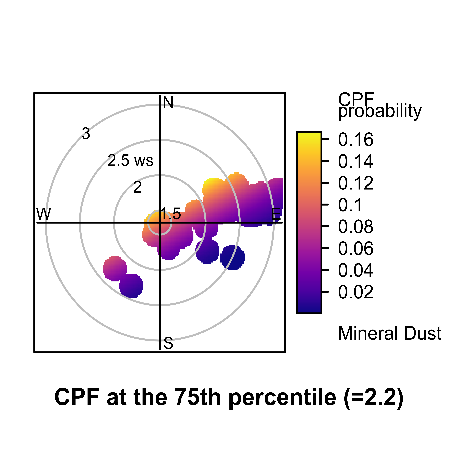 N
3
2.5 ws
2
1.5
W
E
S
CPF
probability
0.16
0.14
0.12
0.1
0.08
0.06
0.04
0.02
Mineral Dust
CPF at the 75th percentile (=2.2)